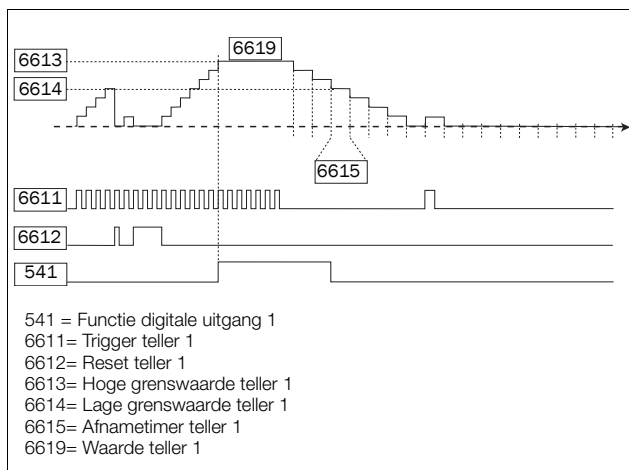 6619
6613
6614
6615
6611
6612
541
541 = Functie digitale uitgang 1
6611= Trigger teller 1
6612= Reset teller 1
6613= Hoge grenswaarde teller 1
6614= Lage grenswaarde teller 1
6615= Afnametimer teller 1
6619= Waarde teller 1